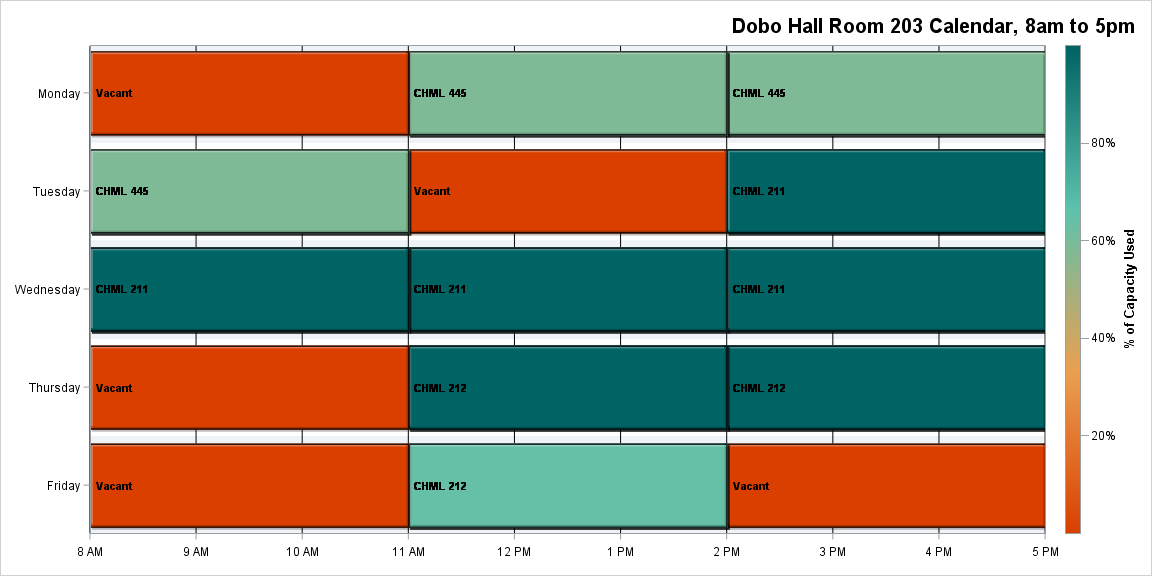 Dobo Hall Room 203 Calendar, 8am to 5pm
Monday
Vacant
CHML 445
CHML 445
Tuesday
CHML 445
Vacant
CHML 211
Wednesday
CHML 211
CHML 211
CHML 211
Thursday
Vacant
CHML 212
CHML 212
Friday
Vacant
CHML 212
Vacant
8 AM
9 AM
10 AM
11 AM
12 PM
1 PM
2 PM
3 PM
4 PM
5 PM
80%
60%
40%
20%
% of Capacity Used